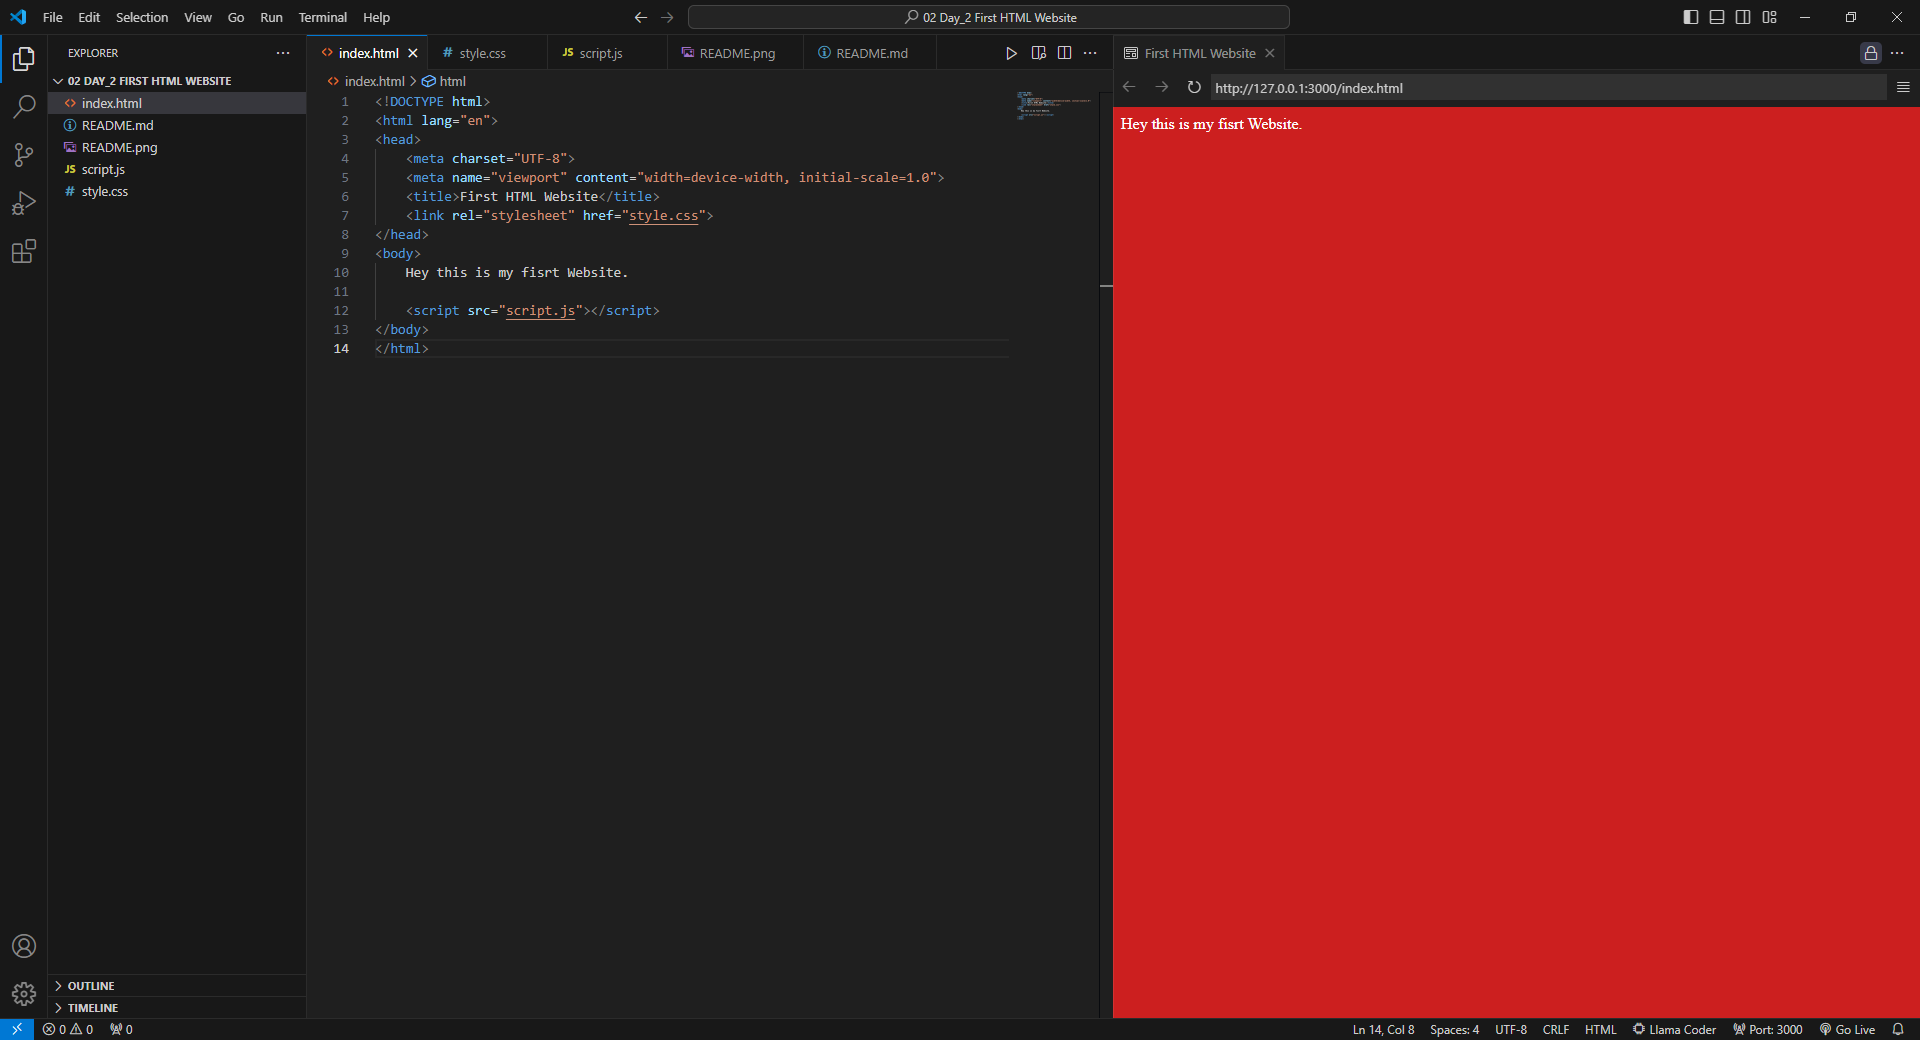 File Edit Selection View Go Run Terminal Help
02 Day_2 First HTML Website
EXPLORER
02 DAY_2 FIRST HTML WEBSITE
index.html
README.md
README.png
JS script.js
# style.css
OUTLINE
TIMELINE
index.html
# style.css
JS script.js
README.png
README.md
index.html > html
1 <!DOCTYPE html>
2 <html lang="en">
3 <head>
4 <meta charset="UTF-8">
5 <meta name="viewport" content="width=device-width, initial-scale=1.0">
6 <title>First HTML Website</title>
7 <link rel="stylesheet" href="style.css">
8 </head>
9 <body>
10 Hey this is my fisrt Website.
11
12 <script src="script.js"></script>
13 </body>
14 </html>
First HTML Website
http://127.0.0.1:3000/index.html
Hey this is my fisrt Website.
0 0 0
Ln 14, Col 8 Spaces: 4 UTF-8 CRLF HTML Llama Coder Port: 3000 Go Live